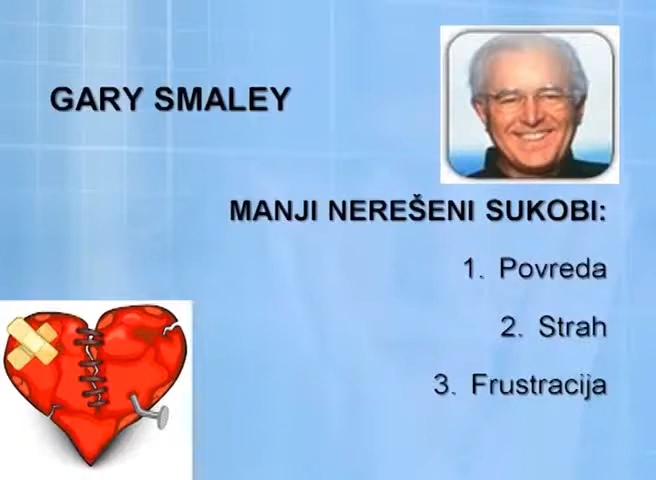 GARY SMALEY
MANJI NEREŠENI SUKOBI:
1. Povreda
2. Strah
3. Frustracija